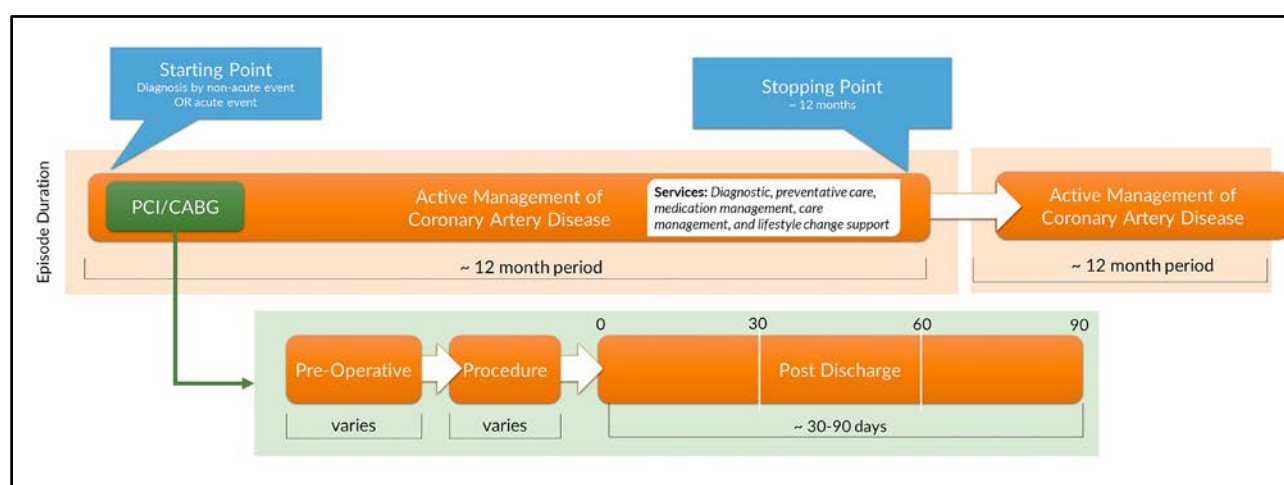 Starting Point
Diagnosis by non-acute event
OR acute event
Stopping Point
~ 12 months
Episode Duration
PCI/CABG
Active Management of
Coronary Artery Disease
Services: Diagnostic, preventative care,
medication management, care
management, and lifestyle change support
Active Management of
Coronary Artery Disease
~ 12 month period
~ 12 month period
0
30
60
90
Pre-Operative
Procedure
Post Discharge
varies
varies
~ 30-90 days